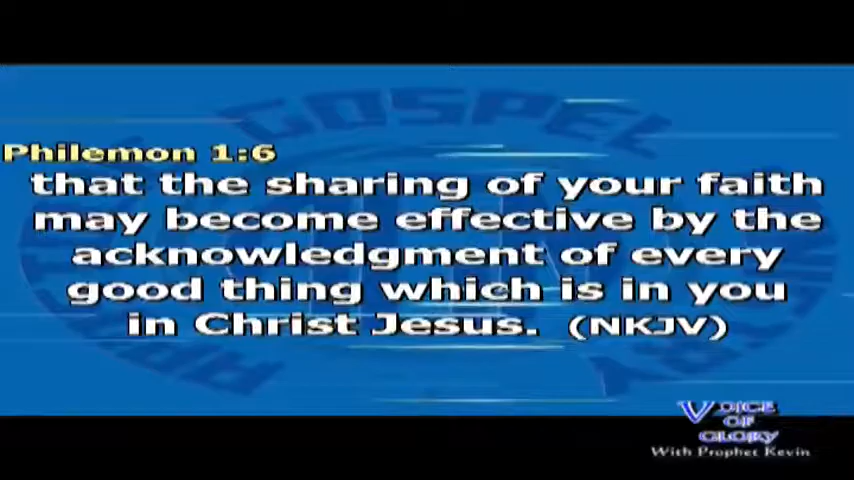 GOSPEL
Philemon 1:6
that the sharing of your faith
may become effective by the
acknowledgment of every
good thing which is in you
in Christ Jesus. (NKJV)
VOICE
OF
GLORY
With Prophet Kevin